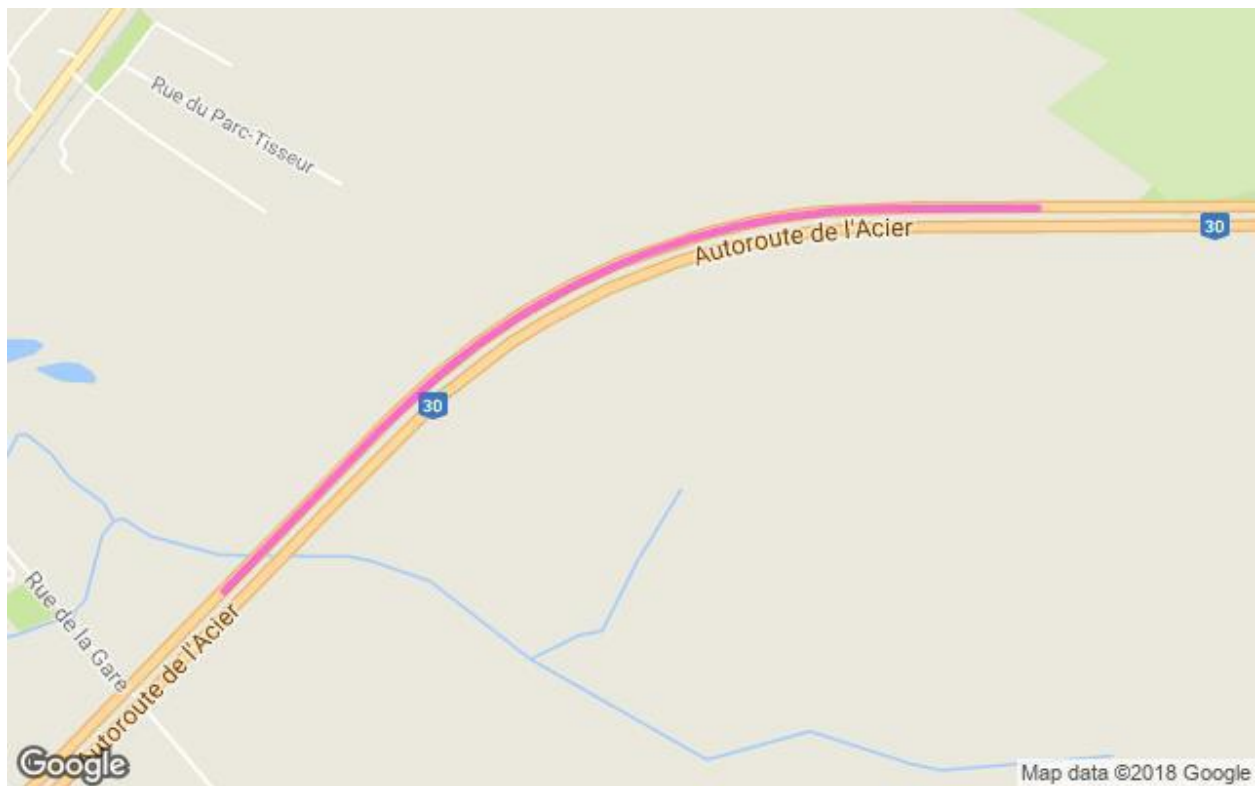 Rue du Parc-Tisseur
Autoroute de l'Acier
30
30
Rue de la Gare
Autoroute de l'Acier
Google
Map data ©2018 Google